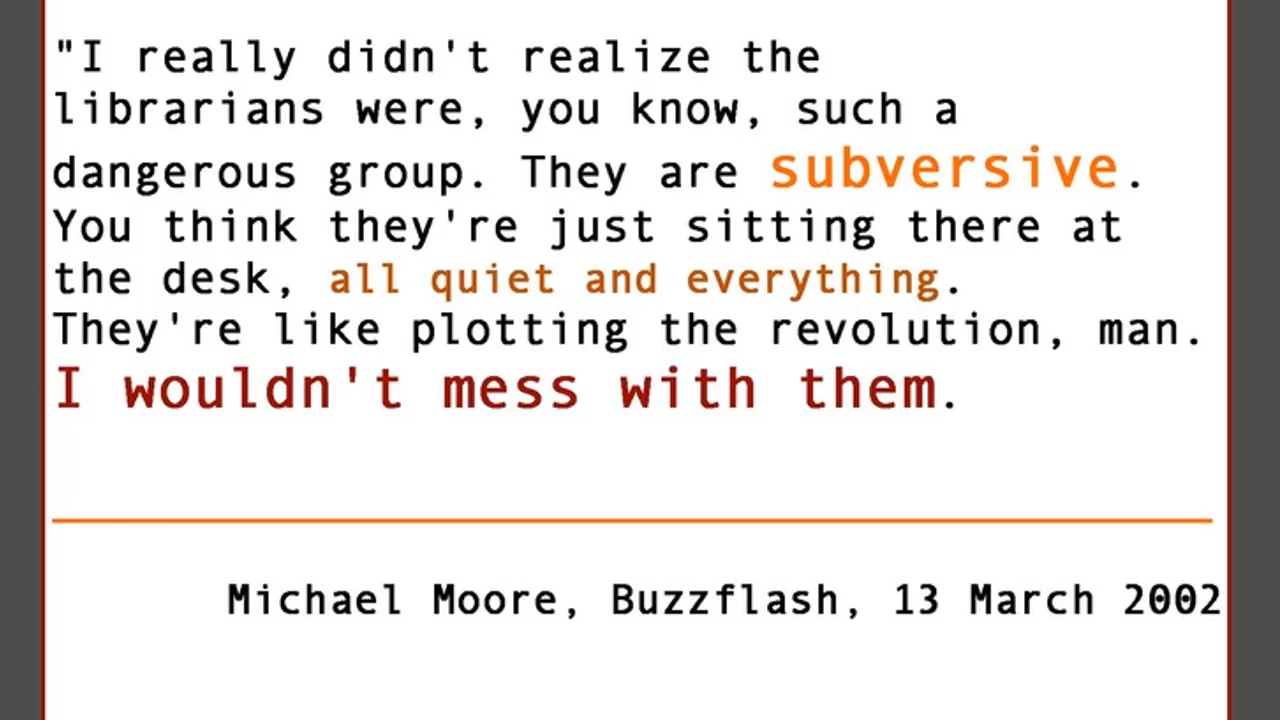 "I really didn't realize the
librarians were, you know, such a
dangerous group. They are subversive.
You think they're just sitting there at
the desk, all quiet and everything.
They're like plotting the revolution, man.
I wouldn't mess with them.
Michael Moore, Buzzflash, 13 March 2002